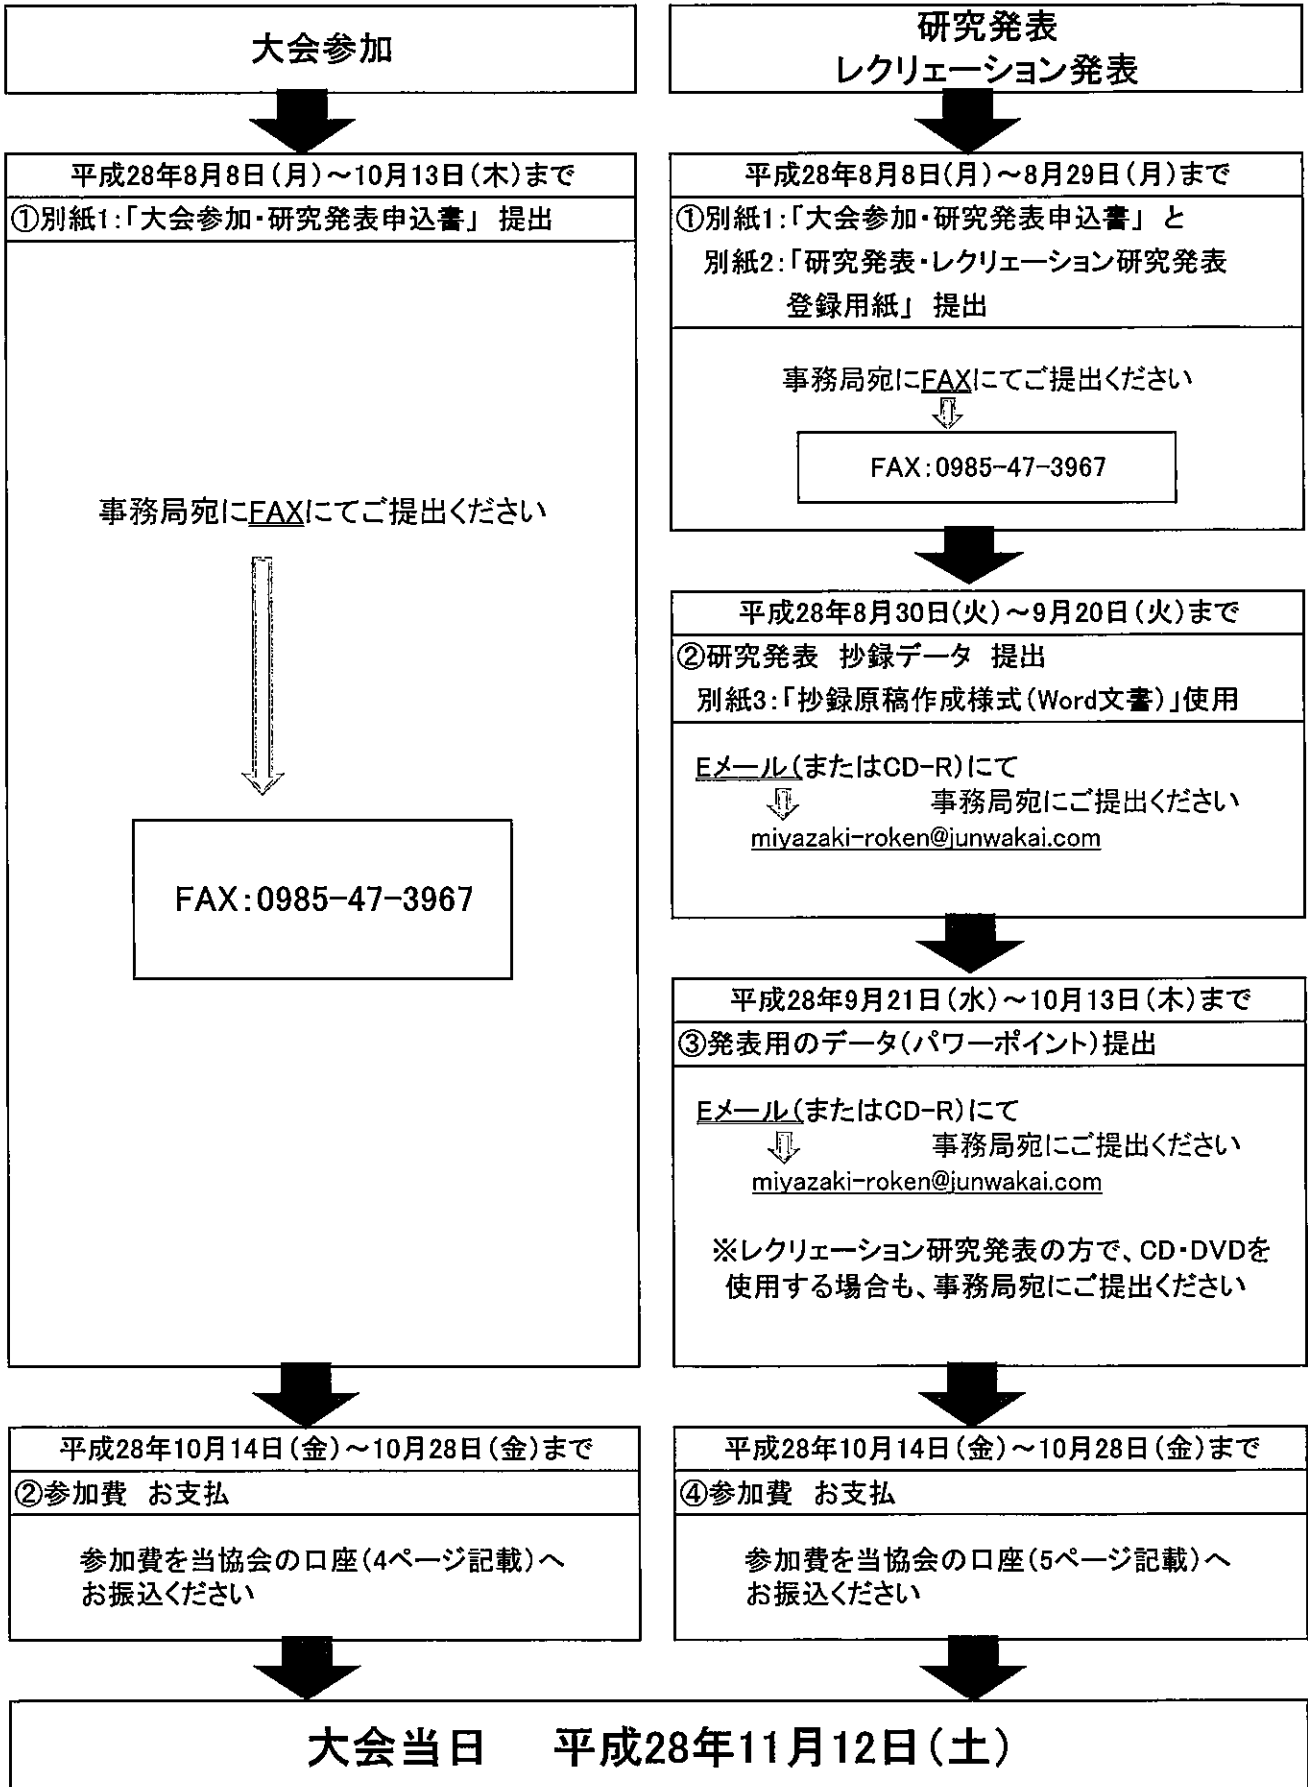 大会参加
平成28年8月8日(月)～10月13日(木)まで
①別紙1:「大会参加・研究発表申込書」 提出
事務局宛にFAXにてご提出ください
FAX:0985-47-3967
平成28年10月14日(金)～10月28日(金)まで
②参加費 お支払
参加費を当協会の口座(4ページ記載)へ
お振込ください
研究発表
レクリェーション発表
平成28年8月8日(月)～8月29日(月)まで
①別紙1:「大会参加・研究発表申込書」 と
別紙2:「研究発表・レクリェーション研究発表
登録用紙」 提出
事務局宛にFAXにてご提出ください
FAX:0985-47-3967
平成28年8月30日(火)～9月20日(火)まで
②研究発表 抄録データ 提出
別紙3:「抄録原稿作成様式(Word文書)」使用
Eメール(またはCD-R)にて
事務局宛にご提出ください
miyazaki-roken@junwakai.com
平成28年9月21日(水)～10月13日(木)まで
③発表用のデータ(パワーポイント)提出
Eメール(またはCD-R)にて
事務局宛にご提出ください
miyazaki-roken@junwakai.com
※レクリェーション研究発表の方で、CD・DVDを
使用する場合も、事務局宛にご提出ください
平成28年10月14日(金)～10月28日(金)まで
④参加費 お支払
参加費を当協会の口座(5ページ記載)へ
お振込ください
大会当日 平成28年11月12日(土)